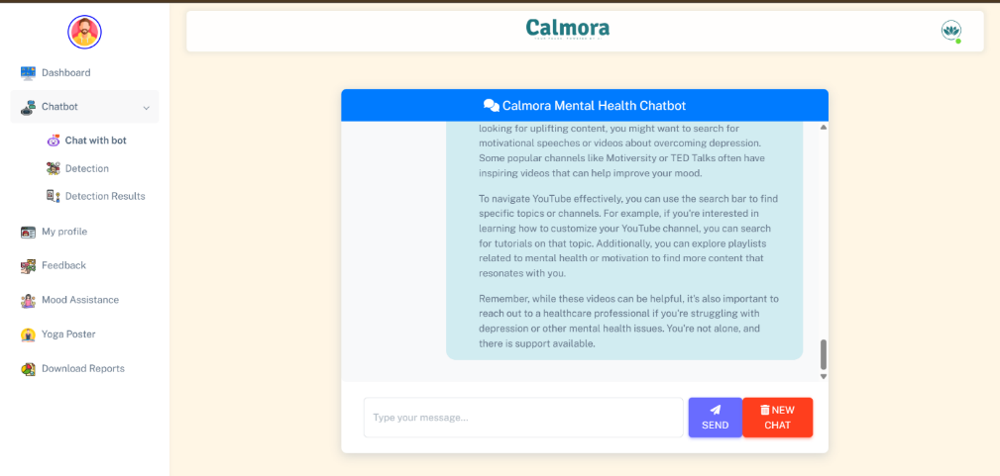 Calmora
Dashboard
Chatbot
Chat with bot
Detection
Detection Results
My profile
Feedback
Mood Assistance
Yoga Poster
Download Reports
Calmora Mental Health Chatbot
looking for uplifting content, you might want to search for
motivational speeches or videos about overcoming depression.
Some popular channels like Motiversity or TED Talks often have
inspiring videos that can help improve your mood.
To navigate YouTube effectively, you can use the search bar to find
specific topics or channels. For example, if you're interested in
learning how to customize your YouTube channel, you can search
for tutorials on that topic. Additionally, you can explore playlists
related to mental health or motivation to find more content that
resonates with you.
Remember, while these videos can be helpful, it's also important to
reach out to a healthcare professional if you're struggling with
depression or other mental health issues. You're not alone, and
there is support available.
Type your message...
SEND
NEW
CHAT